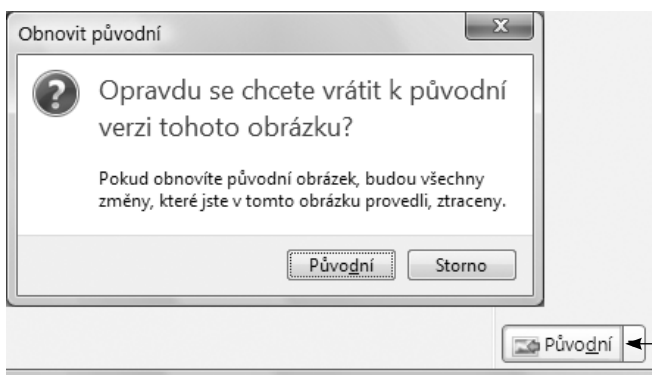 Obnovit původní
x
Opravdu se chcete vrátit k původní
verzi tohoto obrázku?
Pokud obnovíte původní obrázek, budou všechny
změny, které jste v tomto obrázku provedli, ztraceny.
Původní Storno
Původní